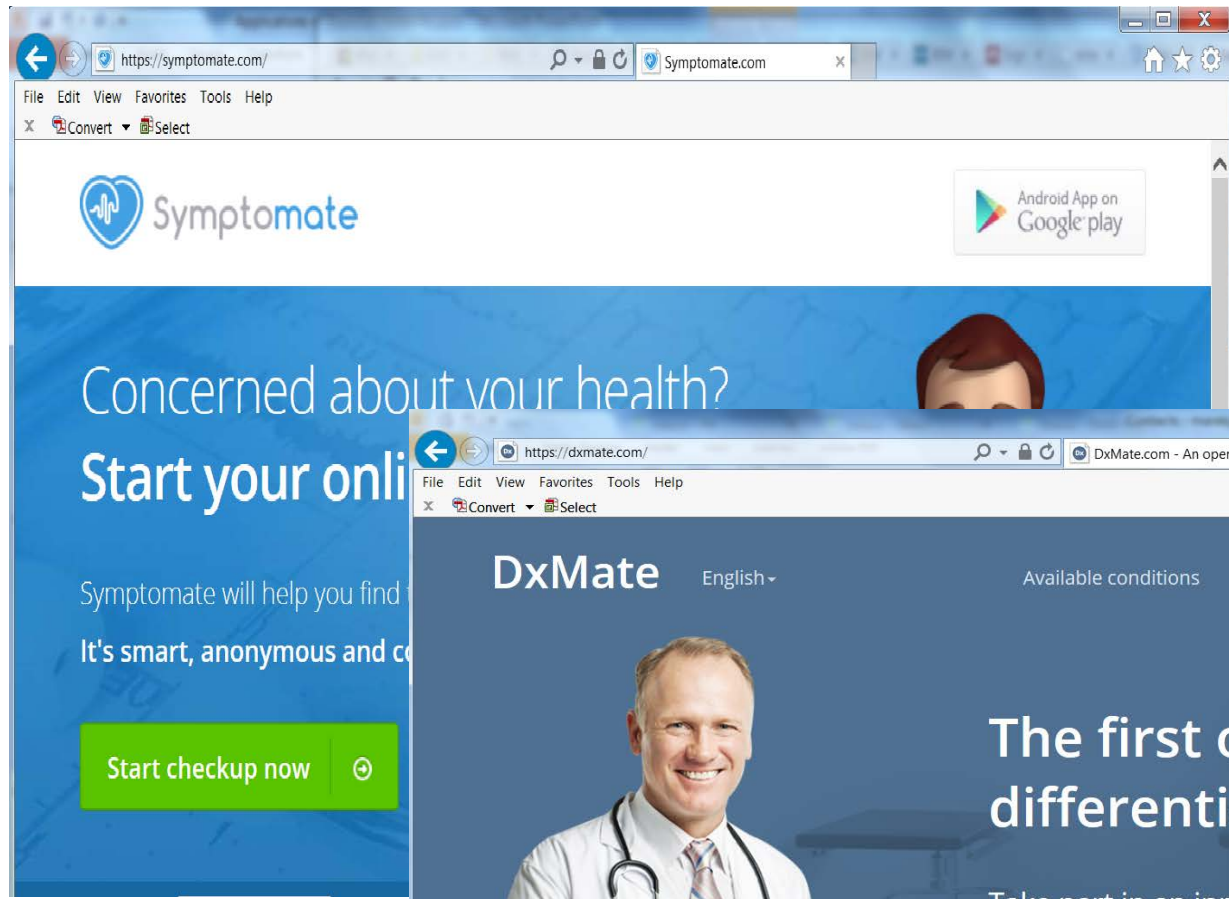 https://symptomate.com/
Symptomate.com
File Edit View Favorites Tools Help
x Convert Select
Symptomate
Android App on
Google play
Concerned about your health?
Start your onli
Symptomate will help you find
It's smart, anonymous and
Start checkup now
https://dxmate.com/
DxMate.com - An oper
File Edit View Favorites Tools Help
x Convert Select
DxMate
English
Available conditions
The first
differenti